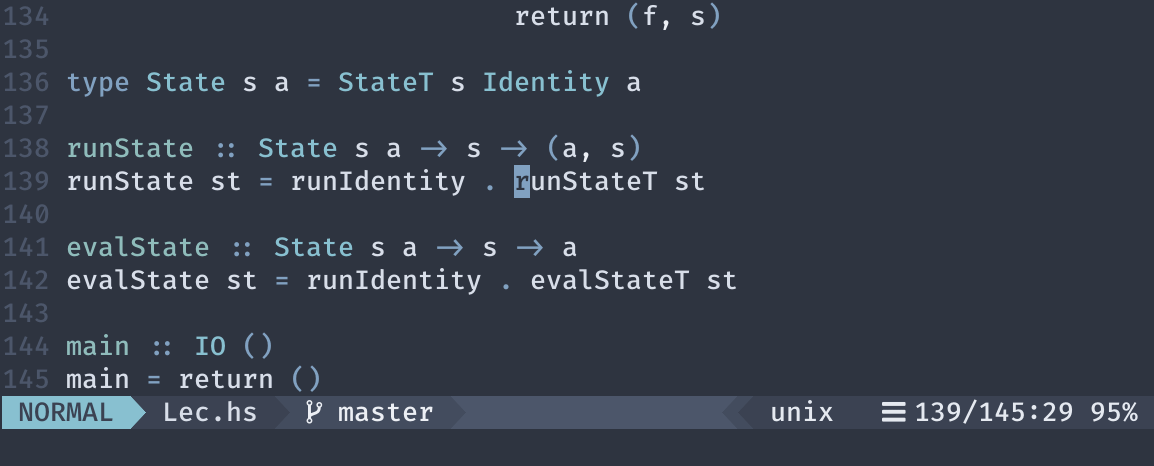 134                              return (f, s)
135
136 type State s a = StateT s Identity a
137
138 runState :: State s a -> s -> (a, s)
139 runState st = runIdentity . runStateT st
140
141 evalState :: State s a -> s -> a
142 evalState st = runIdentity . evalStateT st
143
144 main :: IO ()
145 main = return ()
NORMAL Lec.hs master unix 139/145:29 95%